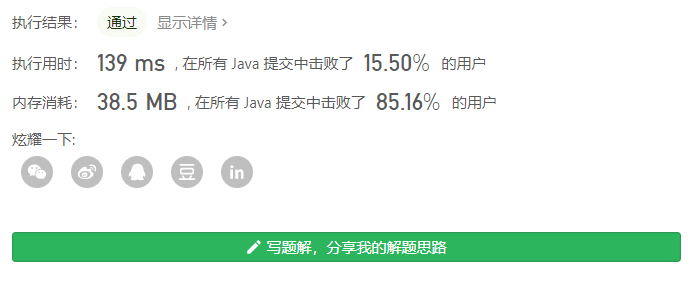 执行结果： 通过 显示详情 ›
执行用时： 139 ms , 在所有 Java 提交中击败了 15.50% 的用户
内存消耗： 38.5 MB , 在所有 Java 提交中击败了 85.16% 的用户
炫耀一下:
豆 in
写题解，分享我的解题思路